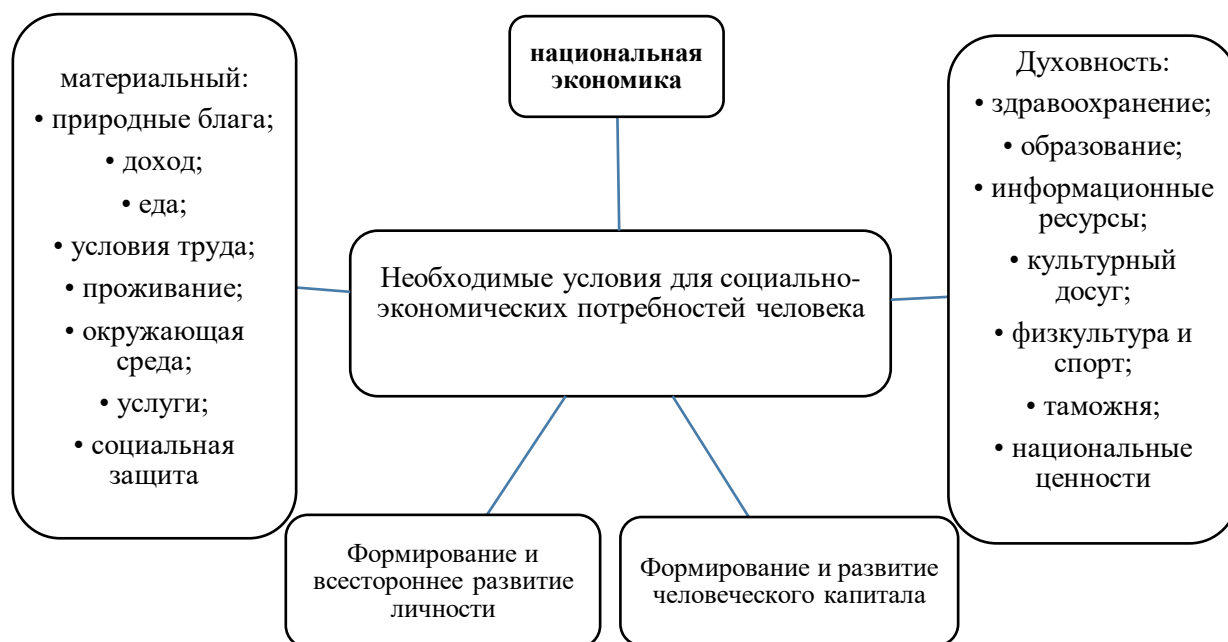 материальный:
• природные блага;
• доход;
• еда;
• условия труда;
• проживание;
• окружающая
среда;
• услуги;
• социальная
защита
национальная
экономика
Духовность:
• здравоохранение;
• образование;
• информационные
ресурсы;
• культурный
досуг;
• физкультура и
спорт;
• таможня;
• национальные
ценности
Необходимые условия для социально-
экономических потребностей человека
Формирование и
всестороннее развитие
личности
Формирование и развитие
человеческого капитала